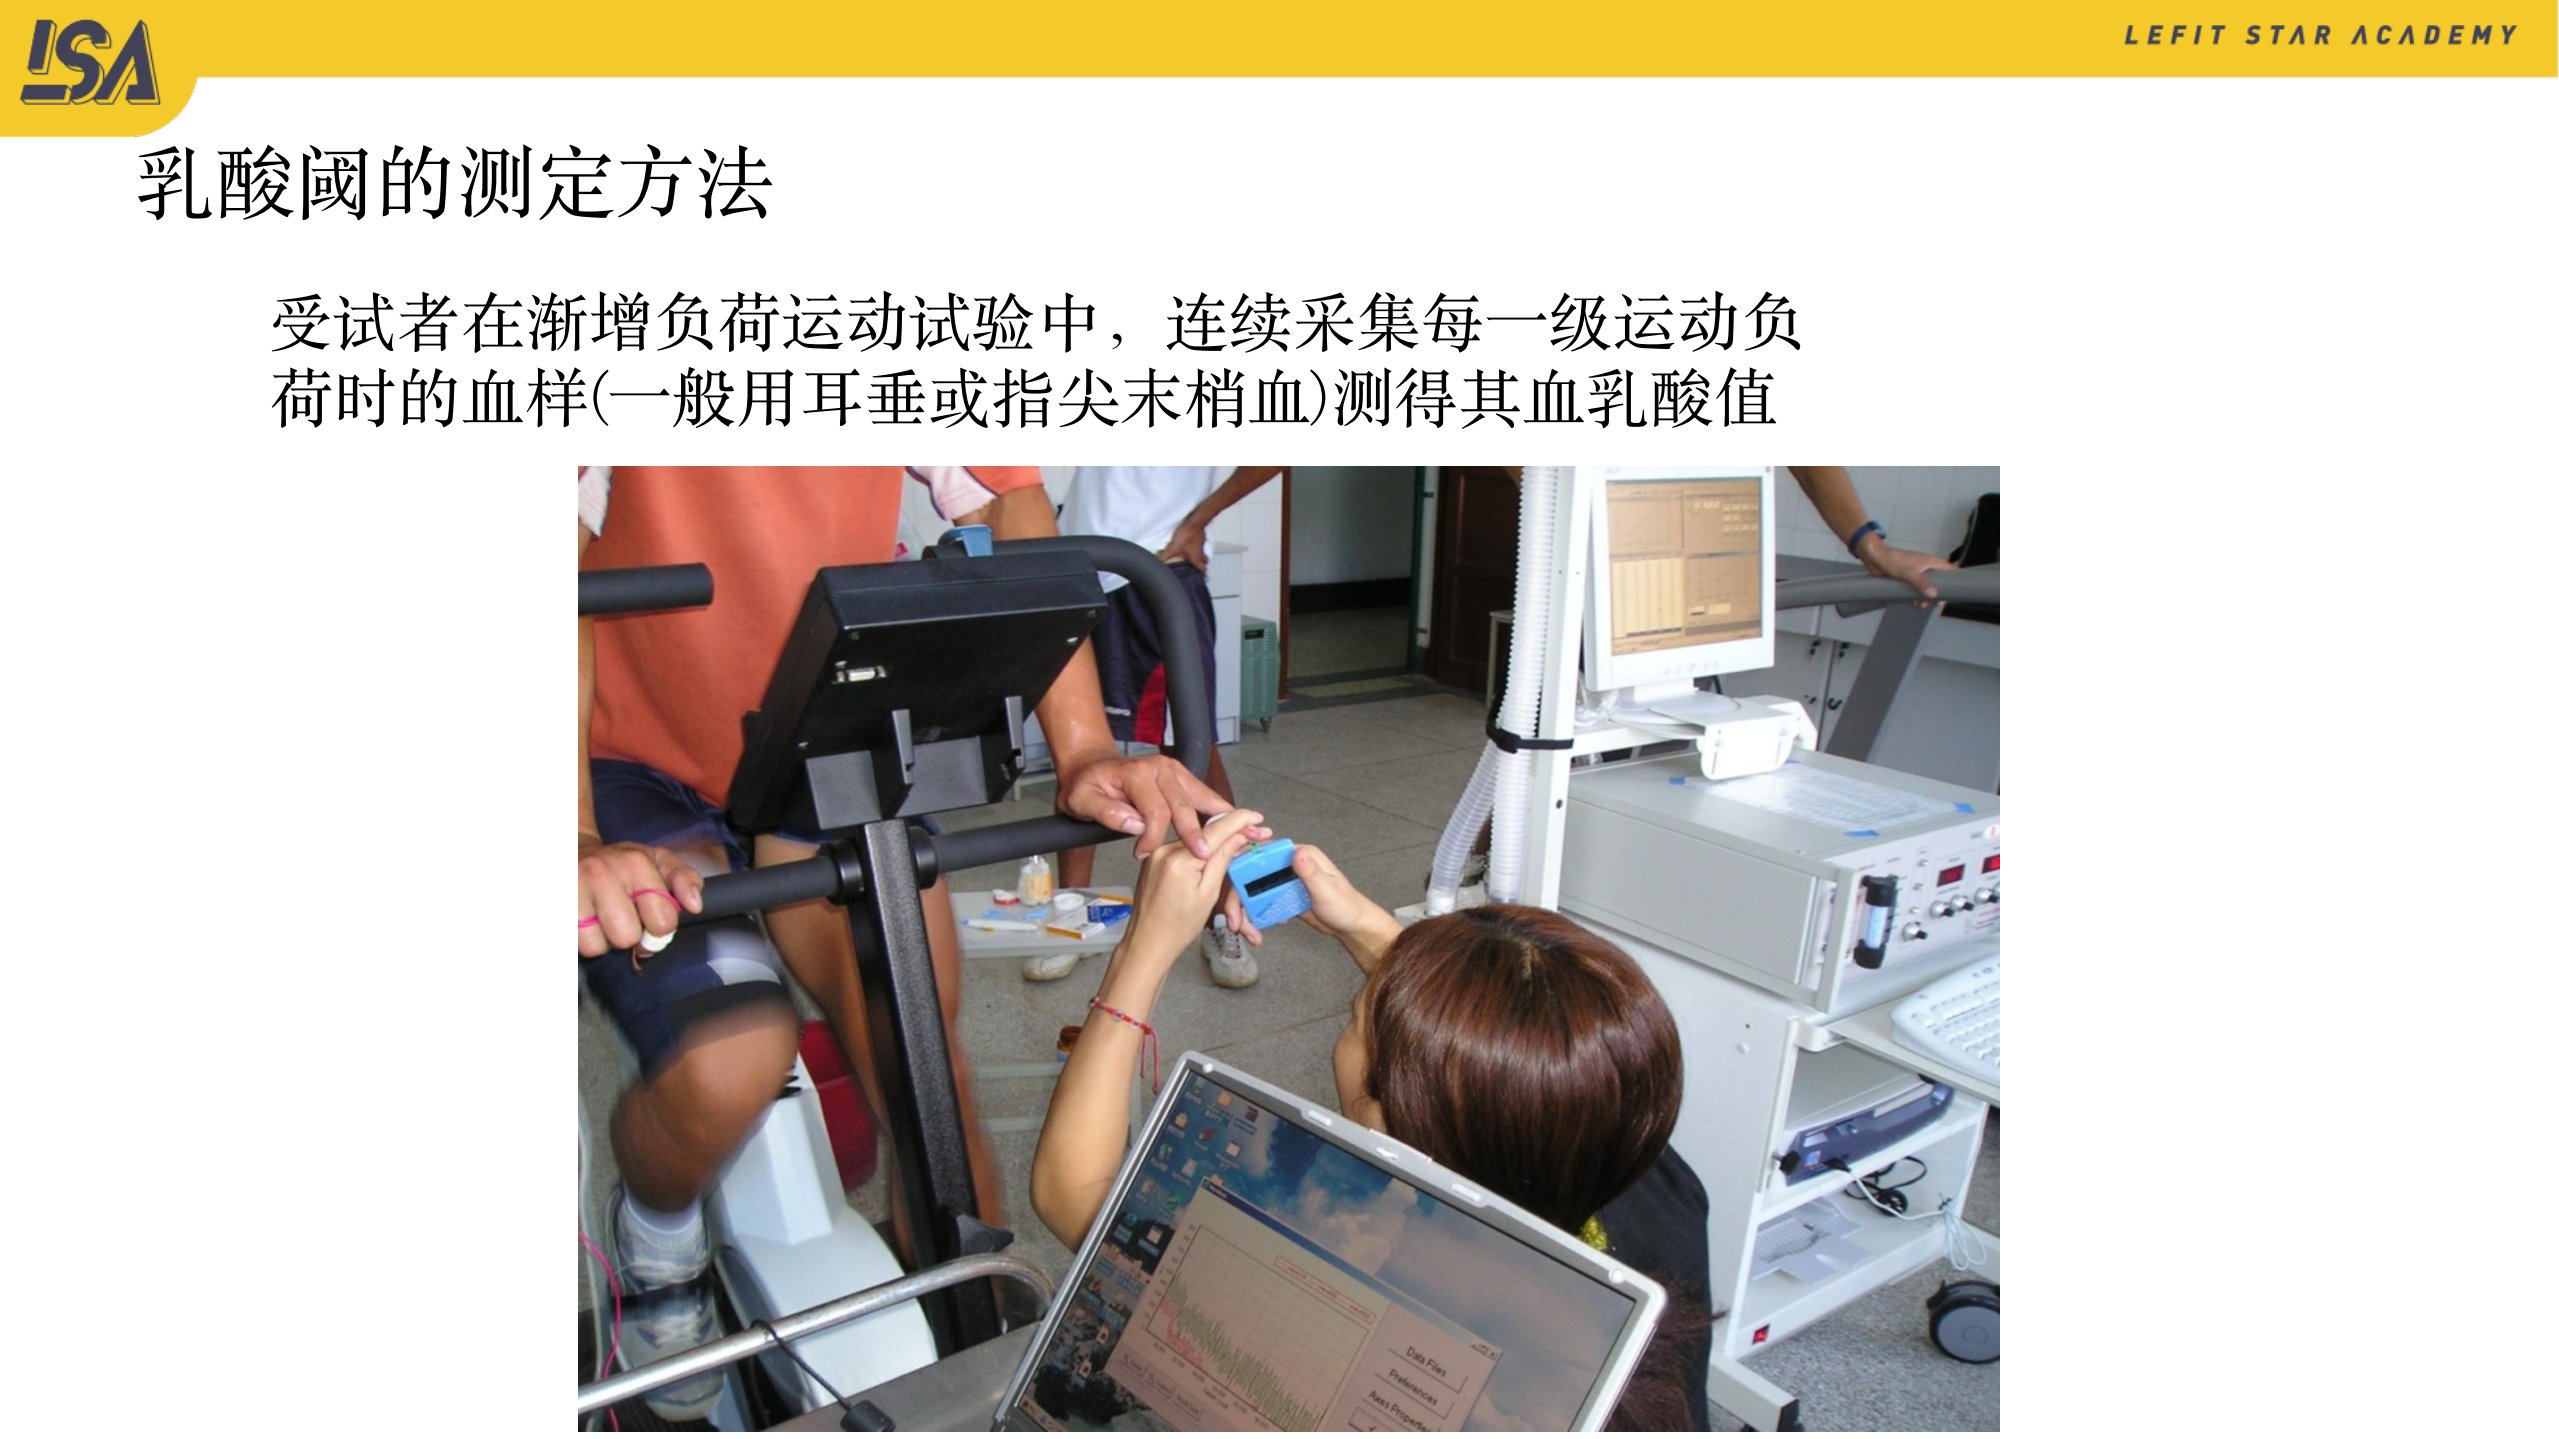 LSA
LEFIT STAR ACADEMY
乳酸阈的测定方法
受试者在渐增负荷运动试验中，连续采集每一级运动负
荷时的血样(一般用耳垂或指尖末梢血)测得其血乳酸值
Data Files
Preferences